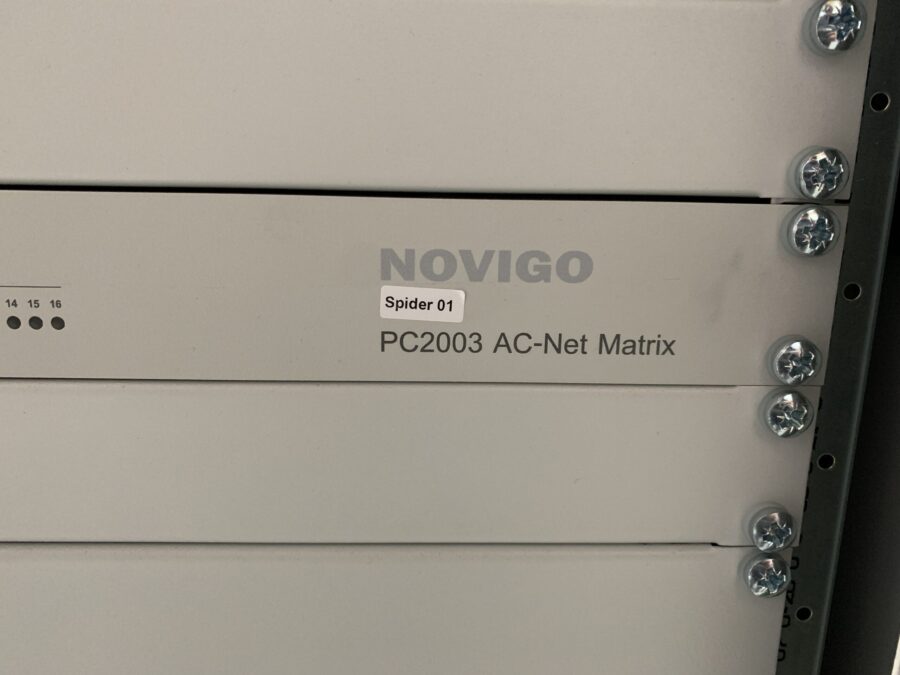 NOVIGO
Spider 01
14 15 16
PC2003 AC-Net Matrix